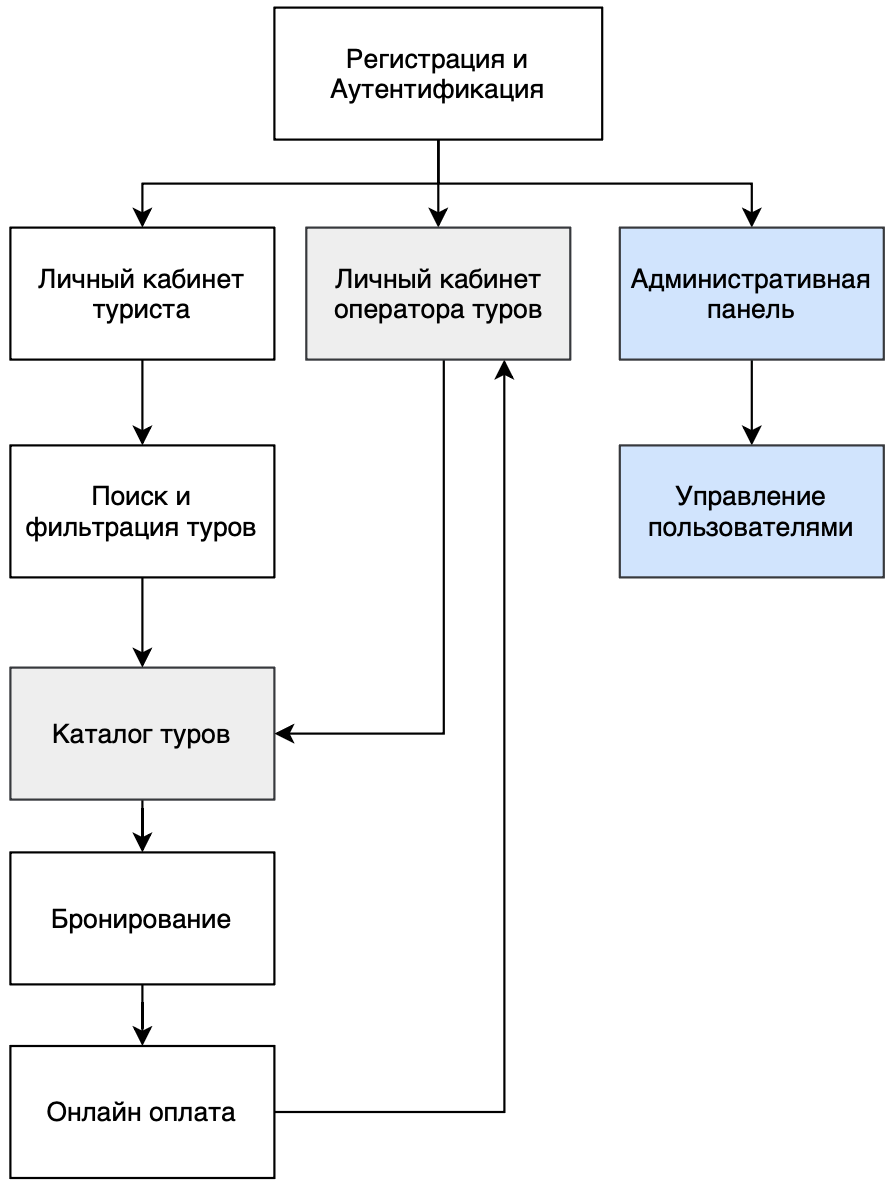 Регистрация и
Аутентификация
Личный кабинет
туриста
Личный кабинет
оператора туров
Административная
панель
Поиск и
фильтрация туров
Управление
пользователями
Каталог туров
Бронирование
Онлайн оплата